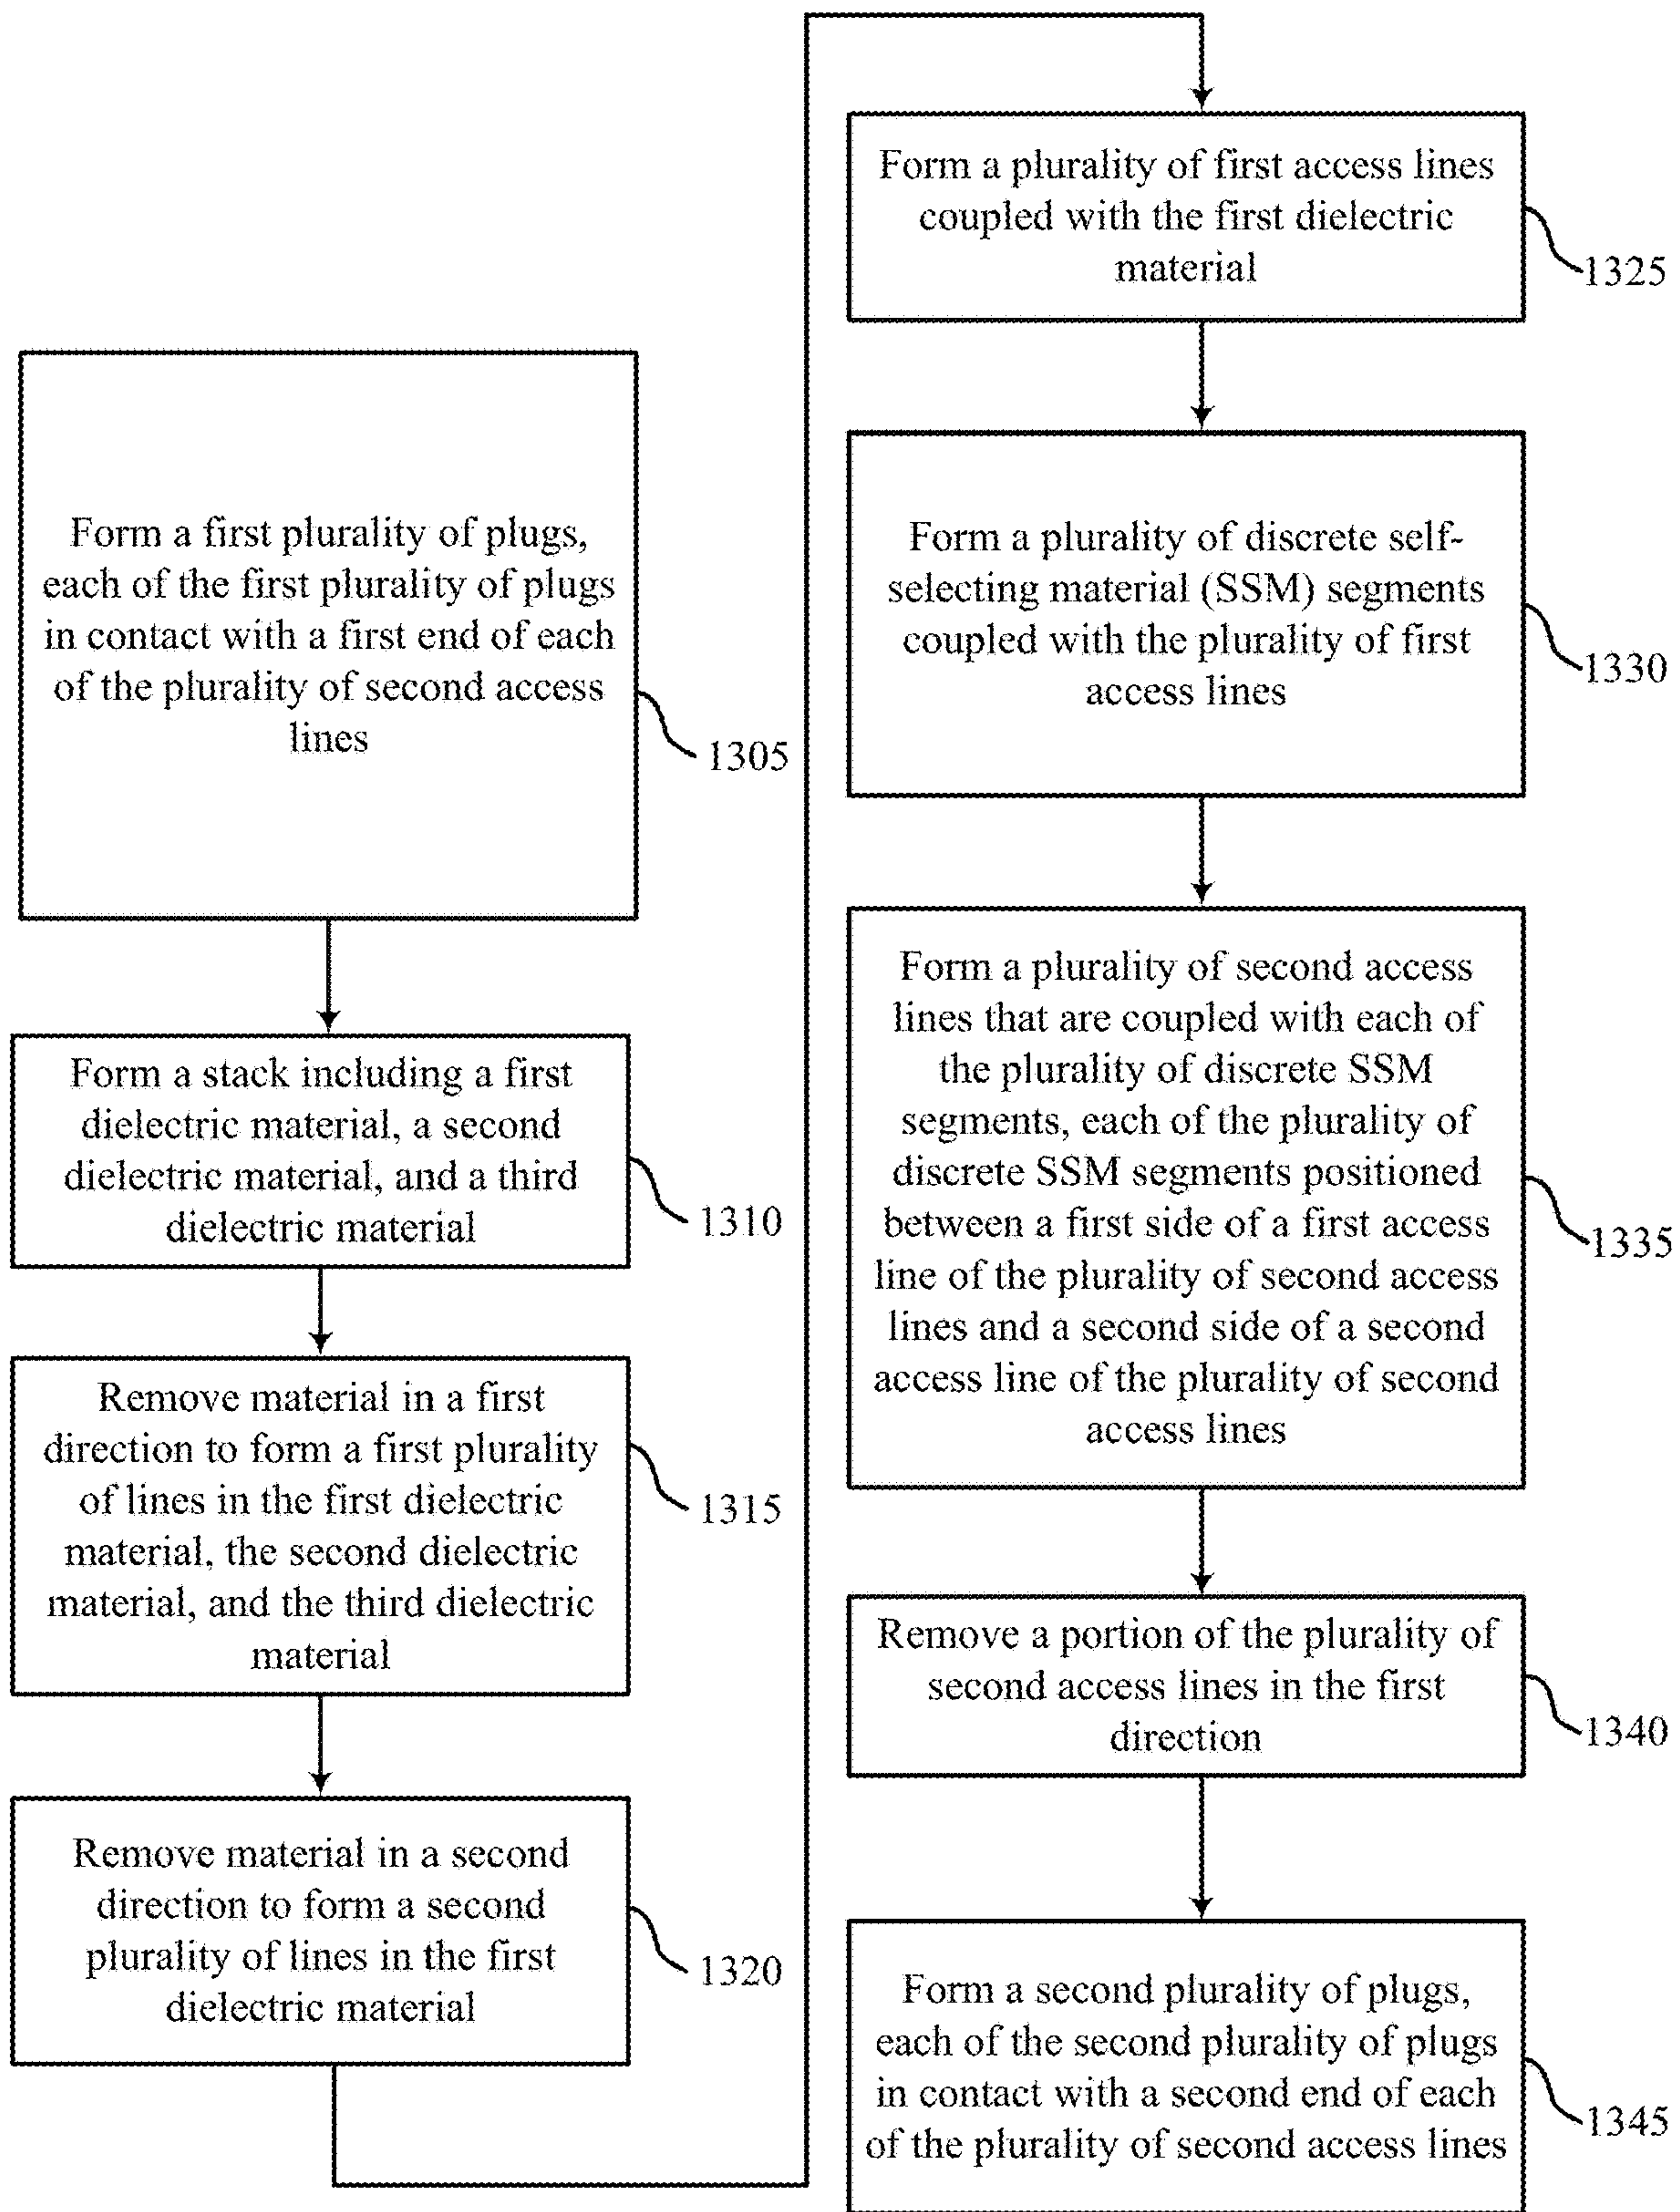 Form a first plurality of plugs,
each of the first plurality of plugs
in contact with a first end of each
of the plurality of second access
lines
1305
Form a stack including a first
dielectric material, a second
dielectric material, and a third
dielectric material
1310
Remove material in a first
direction to form a first plurality
of lines in the first dielectric
material, the second dielectric
material, and the third dielectric
material
1315
Remove material in a second
direction to form a second
plurality of lines in the first
dielectric material
1320
Form a plurality of first access lines
coupled with the first dielectric
material
1325
Form a plurality of discrete self-
selecting material (SSM) segments
coupled with the plurality of first
access lines
1330
Form a plurality of second access
lines that are coupled with each of
the plurality of discrete SSM
segments, each of the plurality of
discrete SSM segments positioned
between a first side of a first access
line of the plurality of second access
lines and a second side of a second
access line of the plurality of second
access lines
1335
Remove a portion of the plurality of
second access lines in the first
direction
1340
Form a second plurality of plugs,
each of the second plurality of plugs
in contact with a second end of each
of the plurality of second access lines
1345